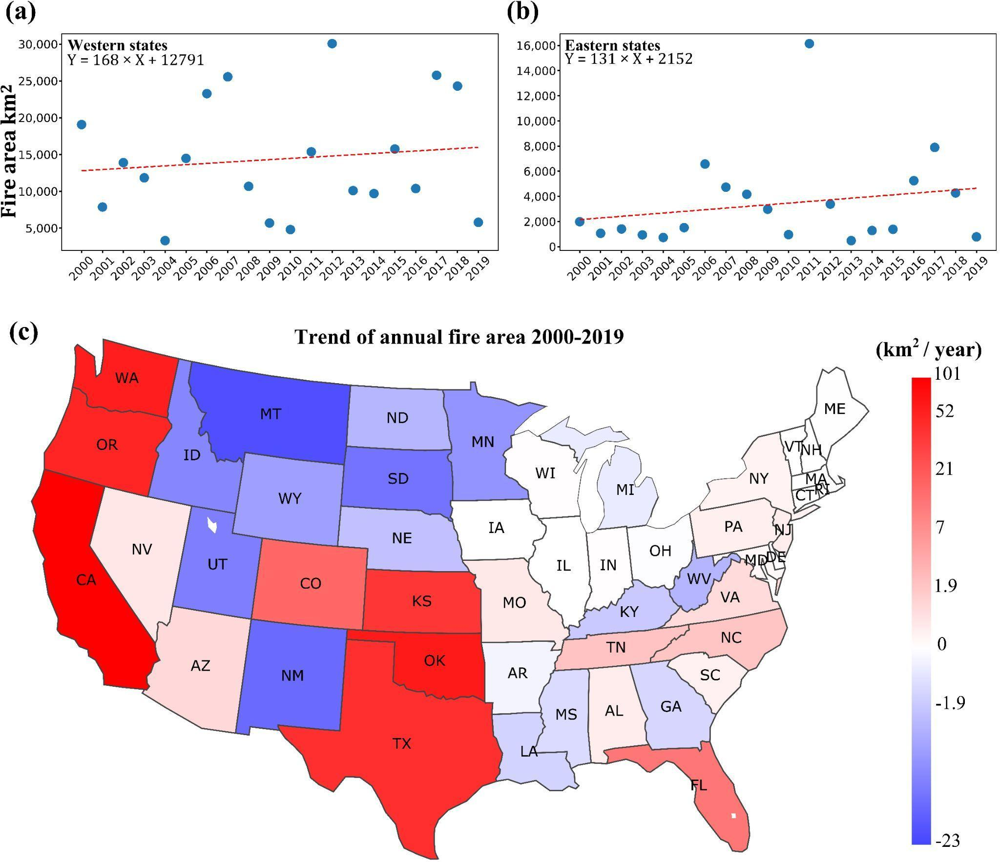 (a)
(b)
Western states
Y = 168 × X + 12791
Fire area km²
30,000
25,000
20,000
15,000
10,000
5,000
2000 2001 2002 2003 2004 2005 2006 2007 2008 2009 2010 2011 2012 2013 2014 2015 2016 2017 2018 2019
Eastern states
Y = 131 × X + 2152
16,000
14,000
12,000
10,000
8,000
6,000
4,000
2,000
0
2000 2001 2002 2003 2004 2005 2006 2007 2008 2009 2010 2011 2012 2013 2014 2015 2016 2017 2018 2019
(c)
Trend of annual fire area 2000-2019
(km² / year)
101
52
21
7
1.9
0
-1.9
-23
WA
MT
ND
MN
ME
OR
ID
SD
WI
VT
NH
WY
MI
NY
MA
RI
CT
NV
NE
IA
PA
NJ
UT
OH
MD
DE
CA
CO
IL
IN
WV
KS
MO
KY
VA
AZ
NM
OK
AR
TN
NC
SC
MS
AL
GA
TX
LA
FL